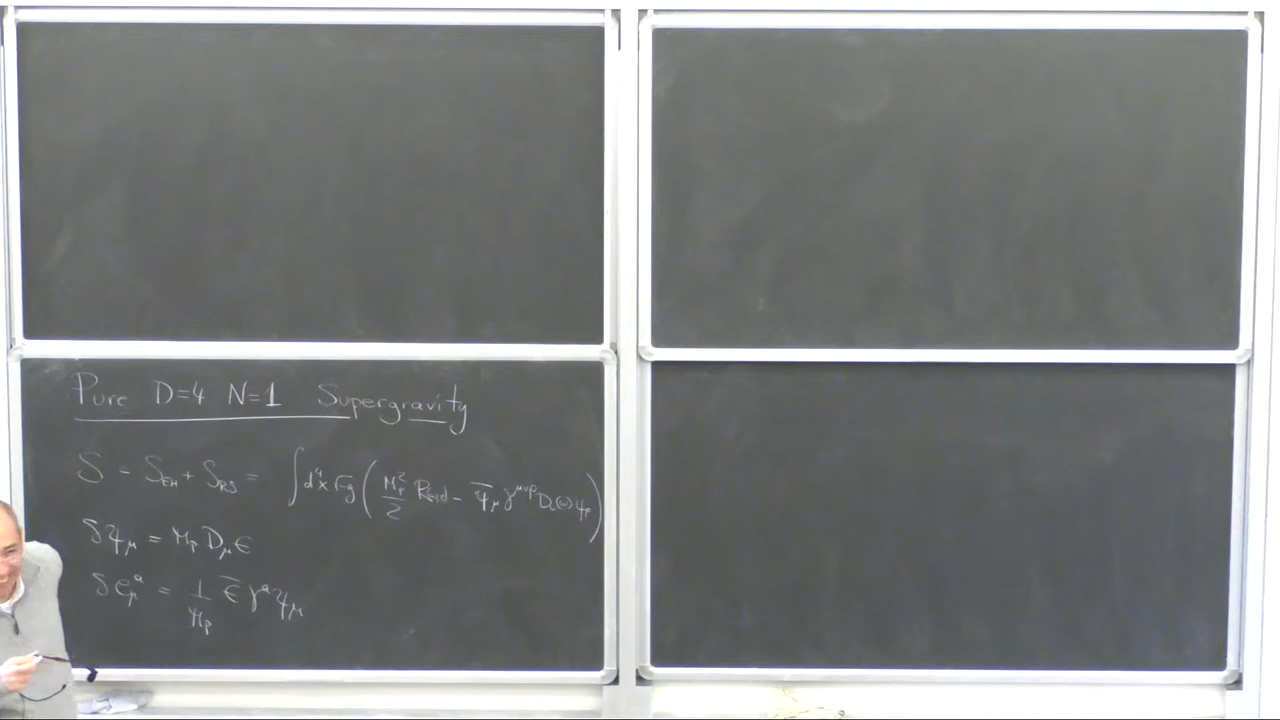 Pure D=4 N=1 Supergravity
S = S_EH + S_RS = ∫d⁴x √-g ( M_P²/2 R(ω) - ψ̄_μ γ^{μνρ} D_ν(ω) ψ_ρ )
δψ_μ = M_P D_μ ε
δe_μ^a = 1/M_P ε̄ γ^a ψ_μ